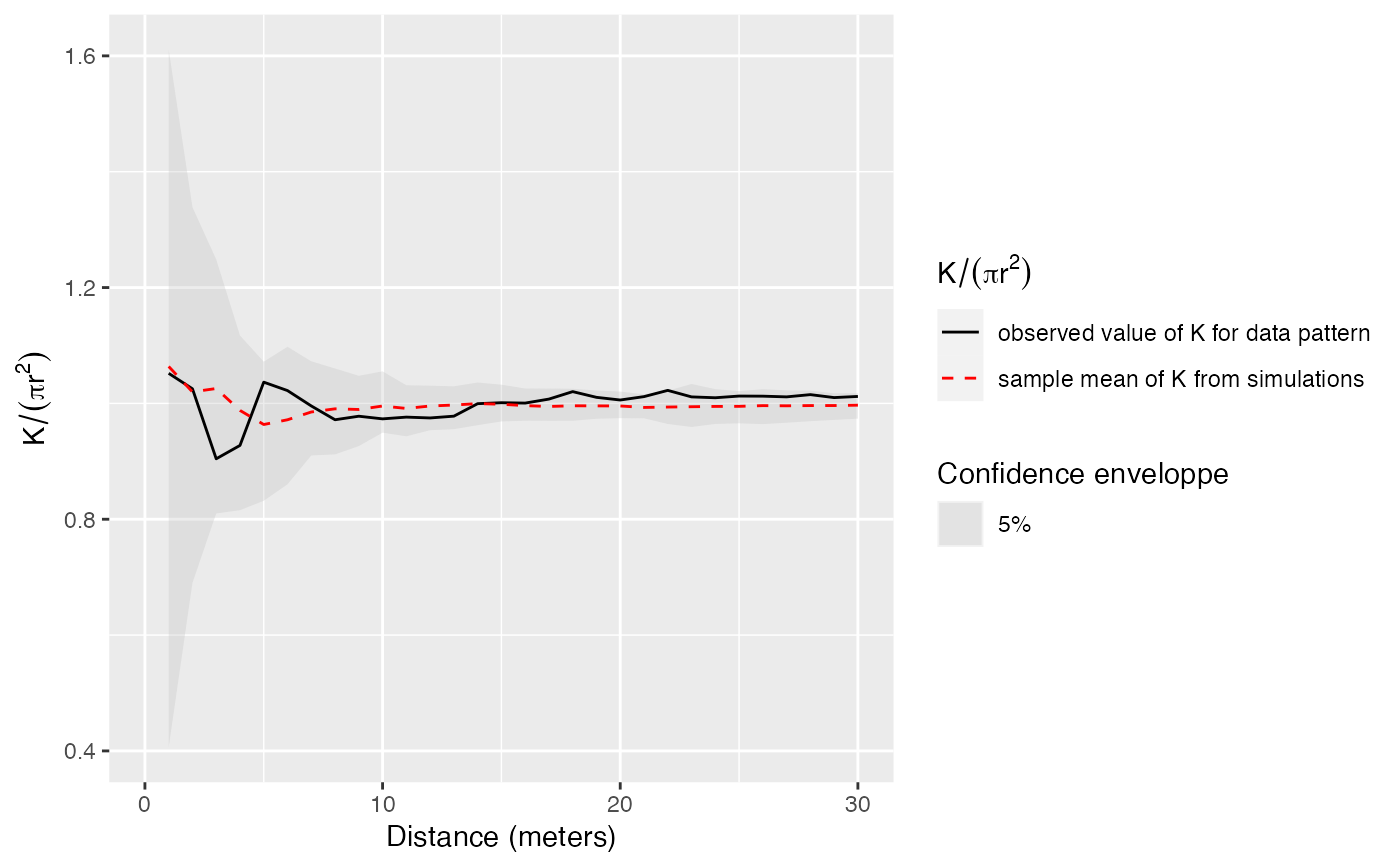 1.6
1.2
0.8
0.4
K/(πr²)
0
10
20
30
Distance (meters)
K/(πr²)
observed value of K for data pattern
sample mean of K from simulations
Confidence enveloppe
5%